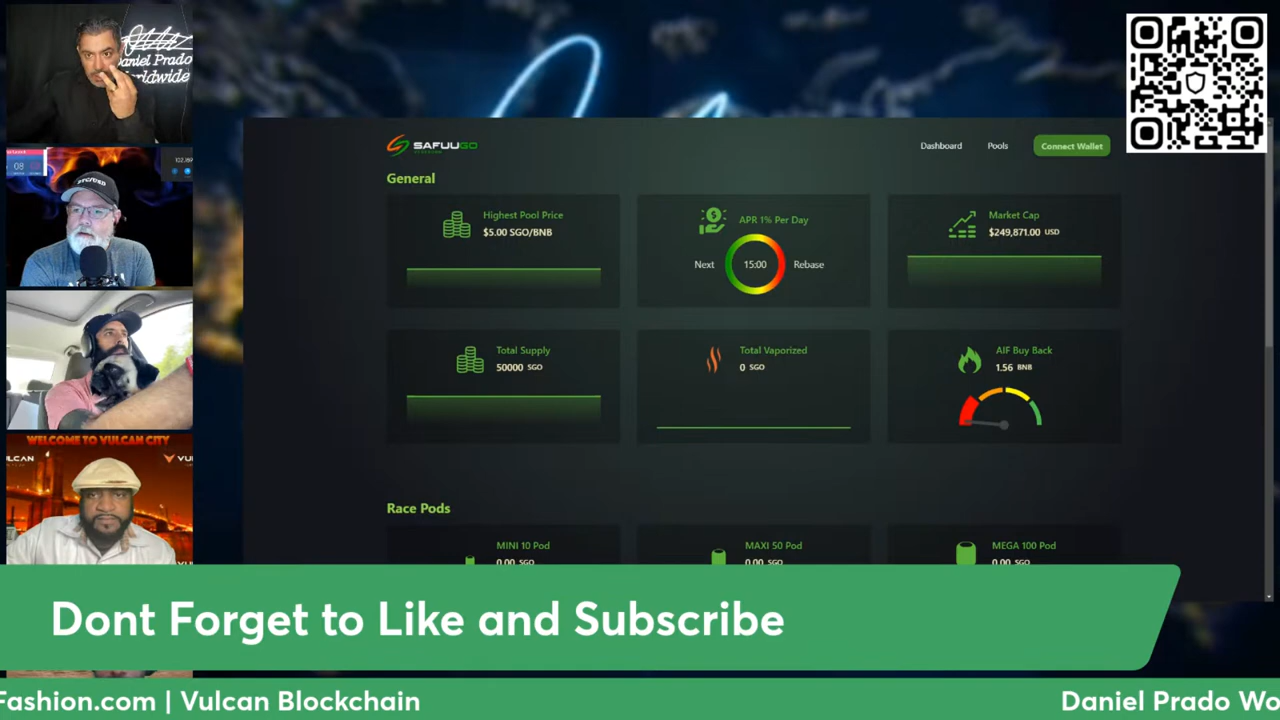 Daniel Prado
Worldwide
08
BTC/USD
WELCOME TO VULCAN CITY
SAFUUGO
Dashboard
Pools
Connect Wallet
General
Highest Pool Price
$5.00 SGO/BNB
APR 1% Per Day
Next
15:00
Rebase
Market Cap
$249,871.00 USD
Total Supply
50000 SGO
Total Vaporized
0 SGO
AIF Buy Back
1.56 BNB
Race Pods
MINI 10 Pod
0.00 SGO
MAXI 50 Pod
0.00 SGO
MEGA 100 Pod
0.00 SGO
Dont Forget to Like and Subscribe
Fashion.com | Vulcan Blockchain
Daniel Prado Wo